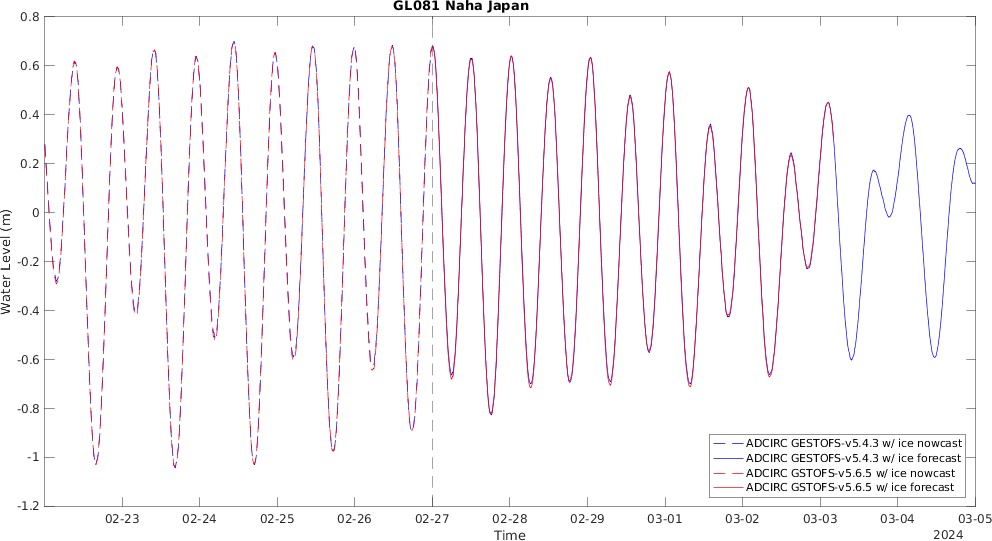 GL081 Naha Japan
0.8
0.6
0.4
0.2
0
-0.2
-0.4
-0.6
-0.8
-1
-1.2
Water Level (m)
ADCIRC GESTOFS-v5.4.3 w/ ice nowcast
ADCIRC GESTOFS-v5.4.3 w/ ice forecast
ADCIRC GSTOFS-v5.6.5 w/ ice nowcast
ADCIRC GSTOFS-v5.6.5 w/ ice forecast
02-23 02-24 02-25 02-26 02-27 02-28 02-29 03-01 03-02 03-03 03-04 03-05
Time
2024